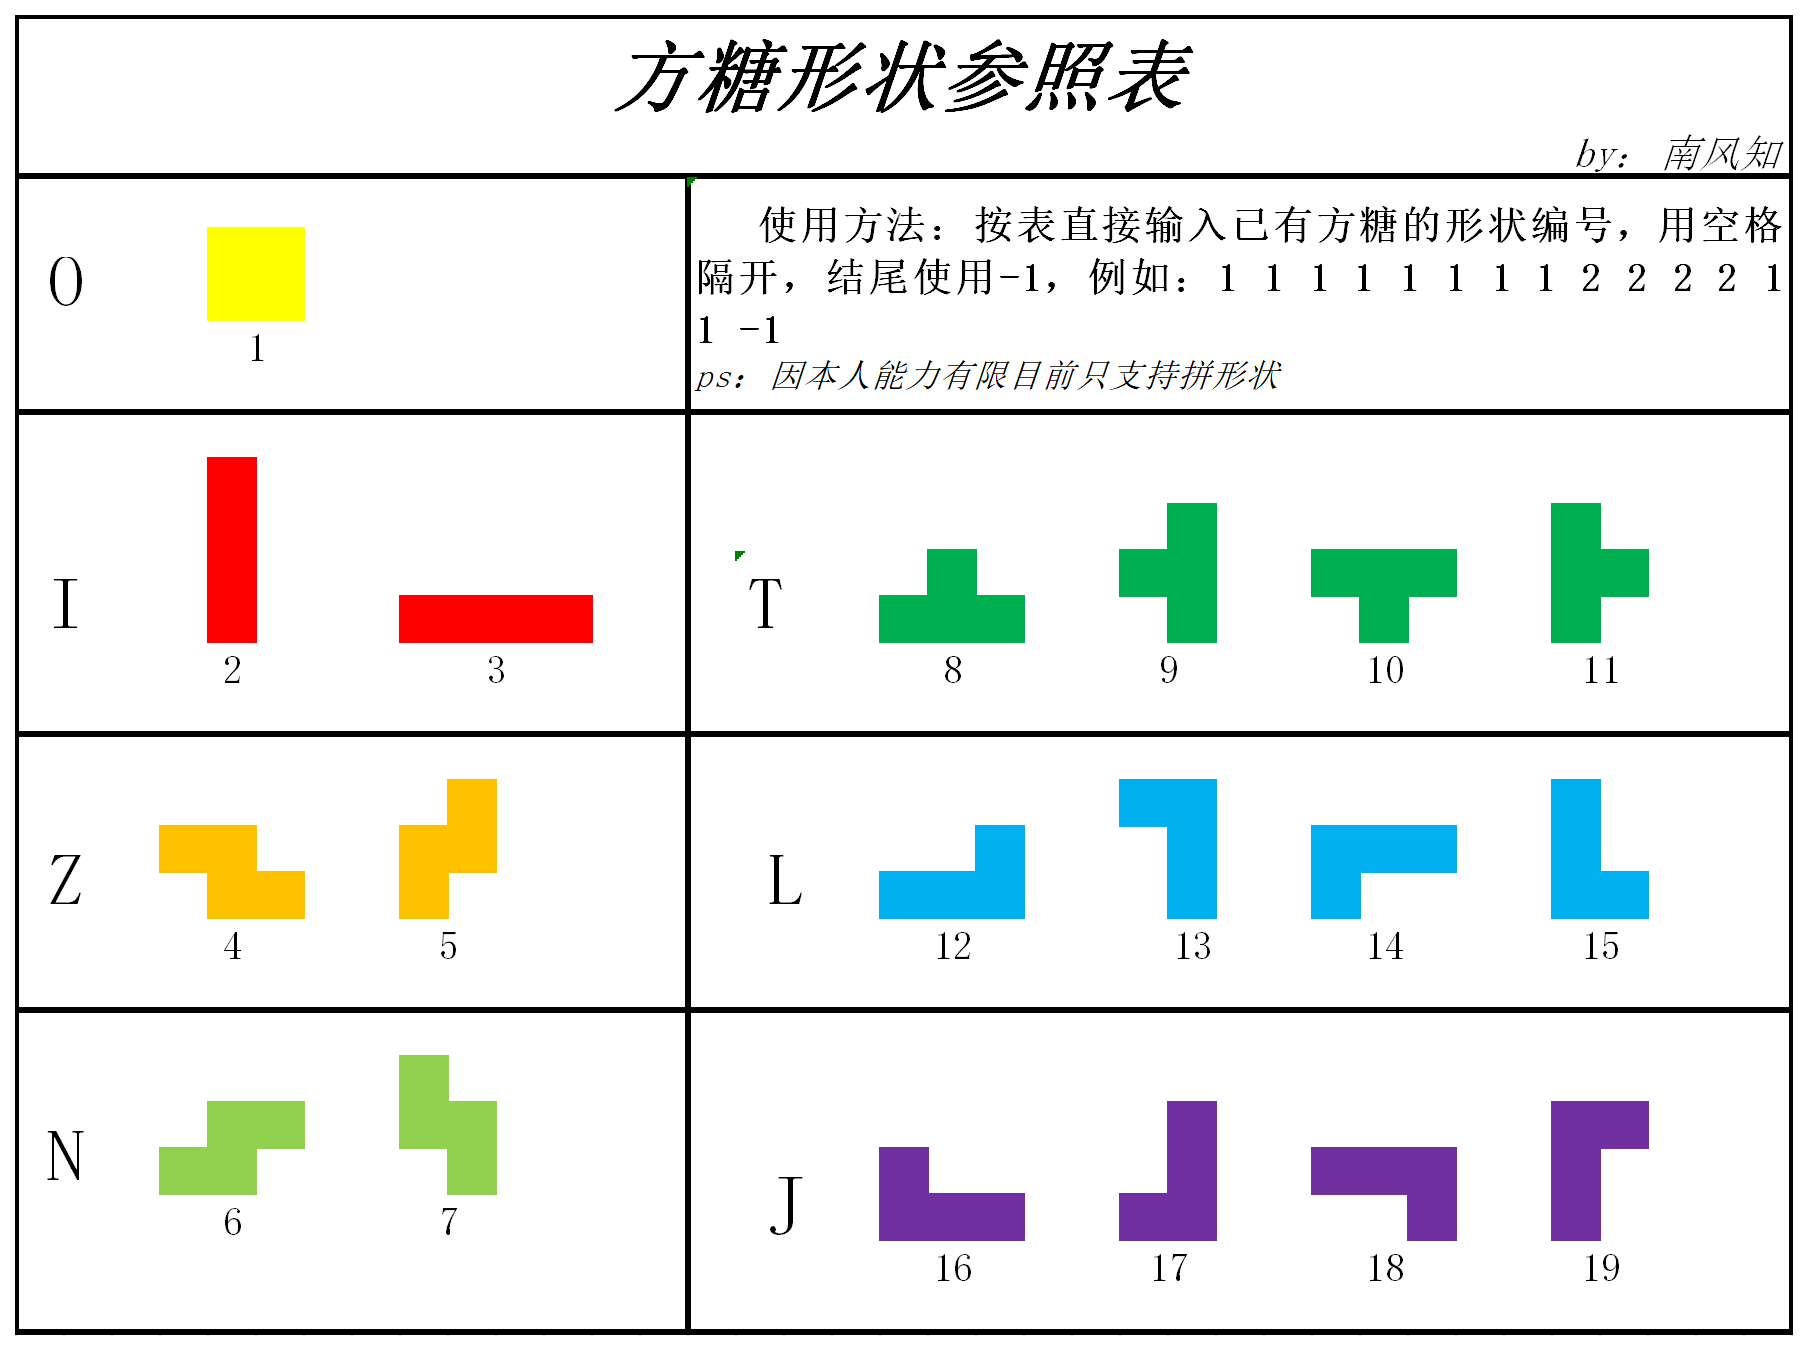 方糖形状参照表
by：南风知
O
1
使用方法：按表直接输入已有方糖的形状编号，用空格
隔开，结尾使用-1，例如：1 1 1 1 1 1 1 1 2 2 2 2 1
1 -1
ps：因本人能力有限目前只支持拼形状
I
2 3
T
8 9 10 11
Z
4 5
L
12 13 14 15
N
6 7
J
16 17 18 19